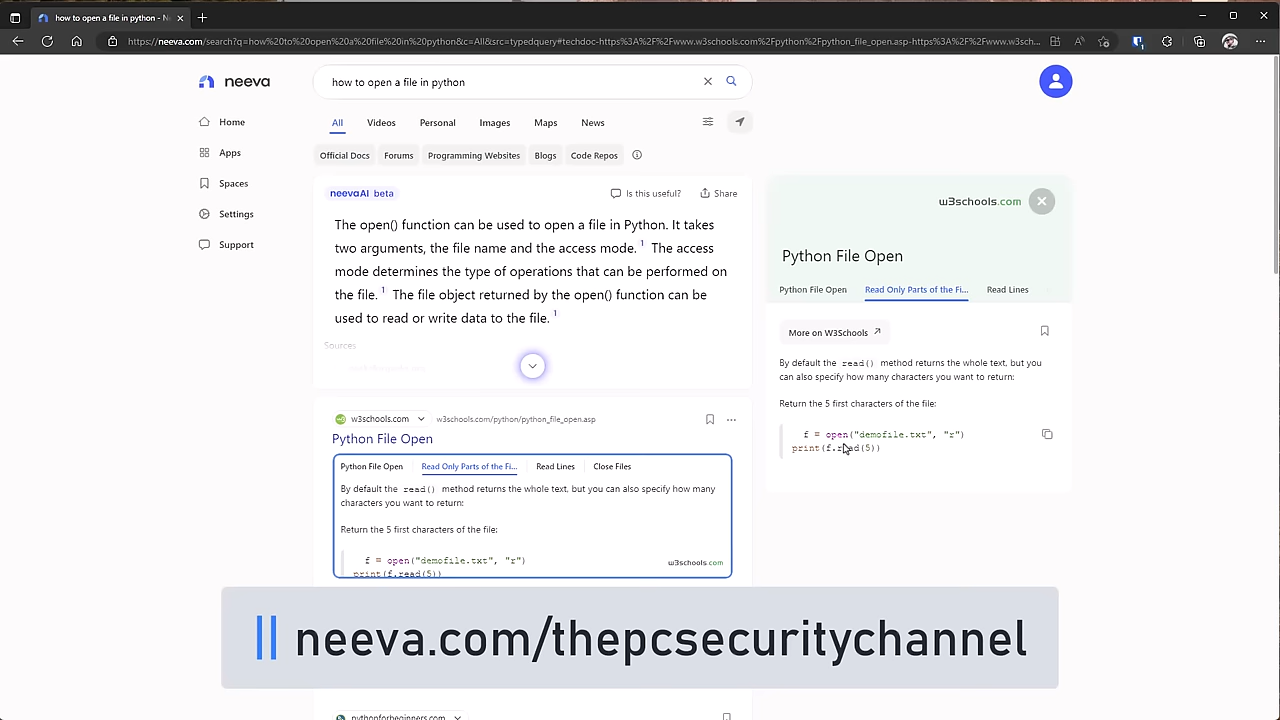 how to open a file in python - Ne
https://neeva.com/search?q=how%20to%20open%20a%20file%20in%20python&c=All&src=typedquery#techdoc-https%3A%2F%2Fwww.w3schools.com%2Fpython%2Fpython_file_open.asp-https%3A%2F%2Fwww.w3sch...
neeva
how to open a file in python
Home
Apps
Spaces
Settings
Support
All Videos Personal Images Maps News
Official Docs Forums Programming Websites Blogs Code Repos
neevaAI beta
Is this useful? Share
The open() function can be used to open a file in Python. It takes
two arguments, the file name and the access mode. 1 The access
mode determines the type of operations that can be performed on
the file. 1 The file object returned by the open() function can be
used to read or write data to the file. 1
Sources
w3schools.com w3schools.com/python/python_file_open.asp
Python File Open
Python File Open Read Only Parts of the Fi... Read Lines Close Files
By default the read() method returns the whole text, but you can also specify how many
characters you want to return:
Return the 5 first characters of the file:
f = open("demofile.txt", "r")
print(f.read(5))
w3schools.com
pythonforbeginners.com
w3schools.com
Python File Open
Python File Open Read Only Parts of the Fi... Read Lines
More on W3Schools
By default the read() method returns the whole text, but you
can also specify how many characters you want to return:
Return the 5 first characters of the file:
f = open("demofile.txt", "r")
print(f.read(5))
neeva.com/thepcsecuritychannel